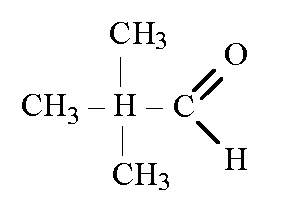 CH₃
O
CH₃ – H – C
H
CH₃